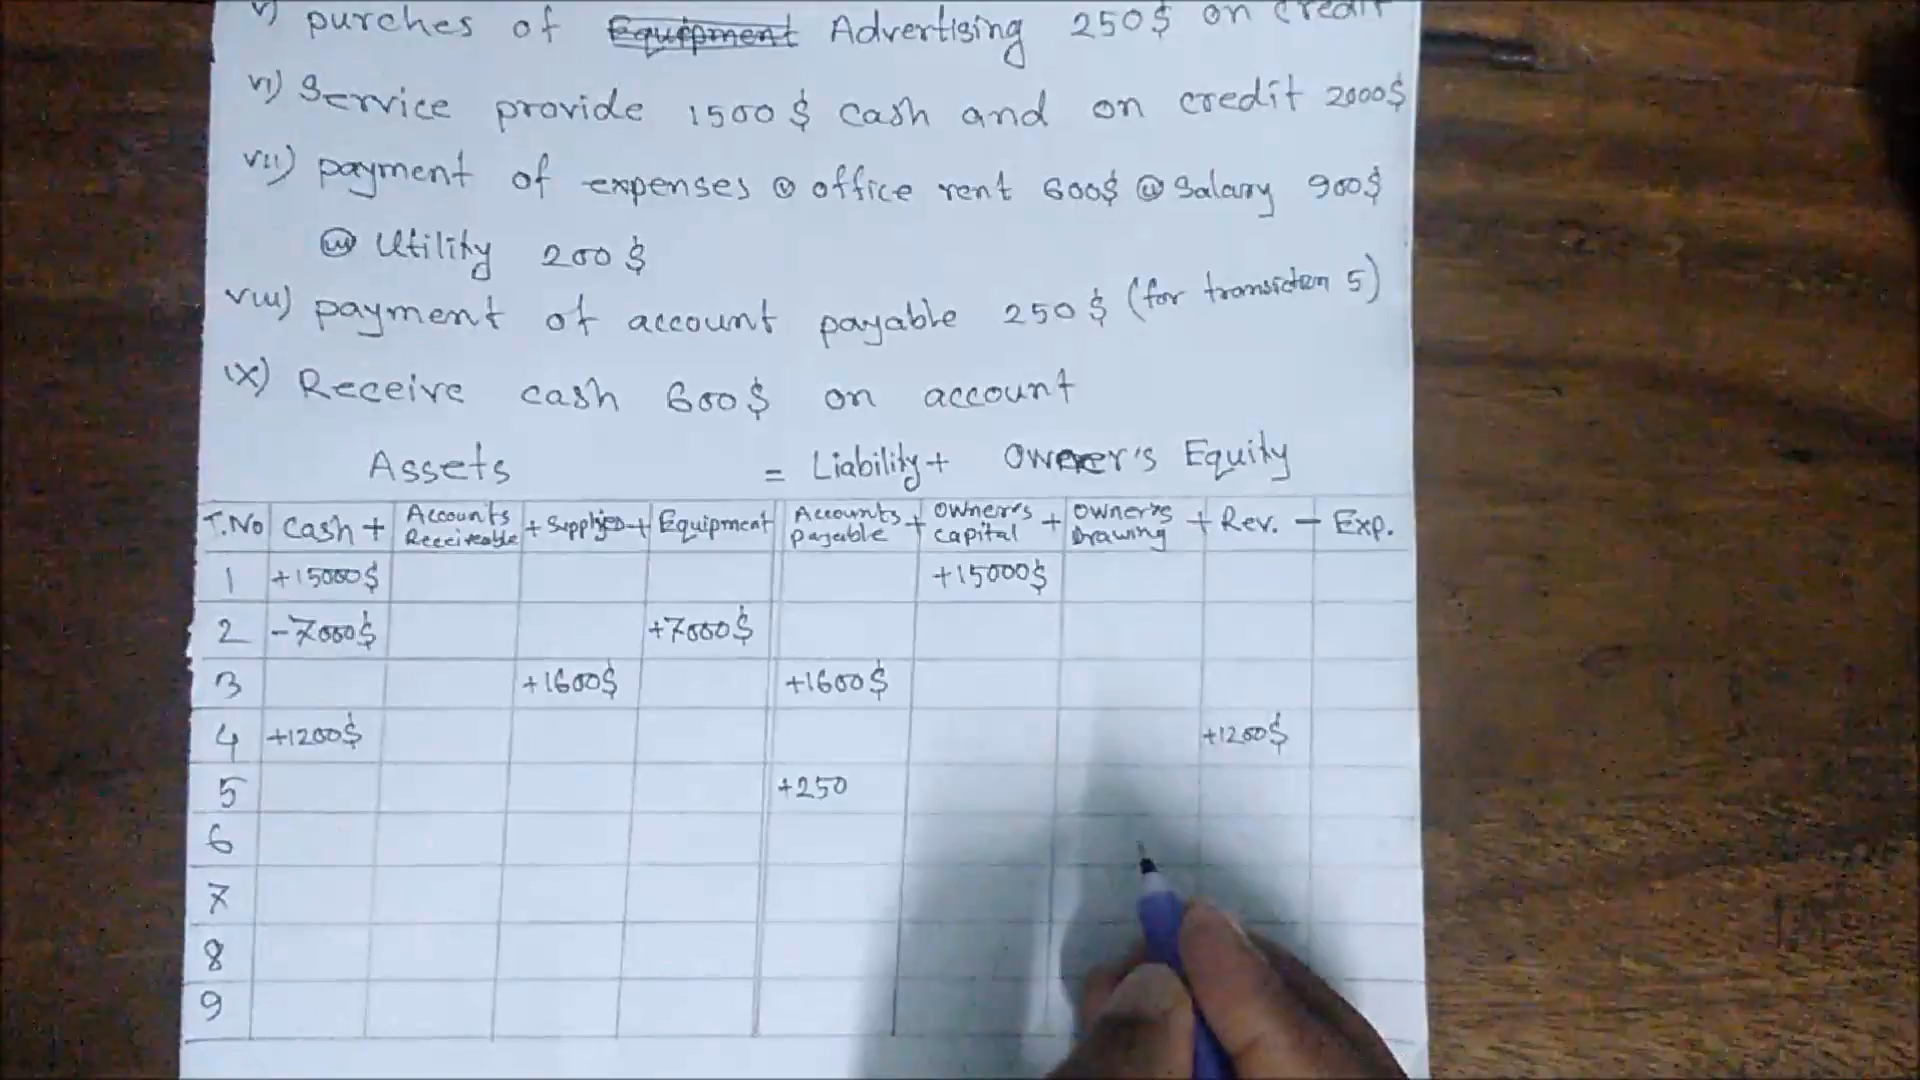 v) purches of Equipment Advertising 250$ on credit
vi) Service provide 1500$ cash and on credit 2000$
vii) payment of expenses (i) office rent 600$ (ii) Salary 900$
(iii) Utility 200$
viii) payment of account payable 250$ (for transiction 5)
ix) Receive cash 600$ on account
Assets = Liability + Owner's Equity
T.No Cash + Accounts Receiveable + Supplies + Equipment Accounts payable + Owner's capital + Owner's Drawing + Rev. - Exp.
1 +15000$ +15000$
2 -7000$ +7000$
3 +1600$ +1600$
4 +1200$ +1200$
5 +250
6
7
8
9